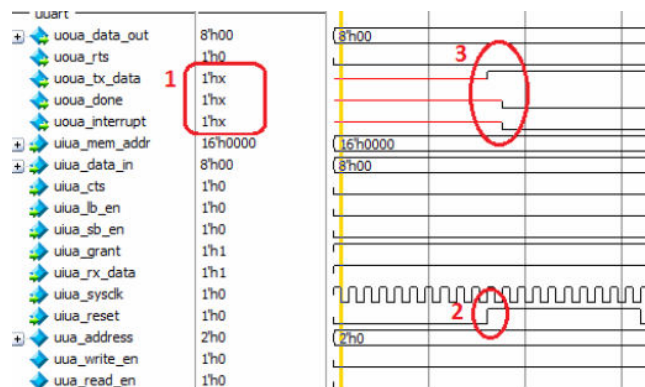 uuart
uoua_data_out 8'h00 8'h00
uoua_rts 1'h0
uoua_tx_data 1'hx
uoua_done 1'hx
uoua_interrupt 1'hx
1
3
uiua_mem_addr 16'h0000 16'h0000
uiua_data_in 8'h00 8'h00
uiua_cts 1'h0
uiua_lb_en 1'h0
uiua_sb_en 1'h0
uiua_grant 1'h1
uiua_rx_data 1'h1
uiua_sysclk 1'h0
uiua_reset 1'h0
2
uua_address 2'h0 2'h0
uua_write_en 1'h0
uua_read_en 1'h0